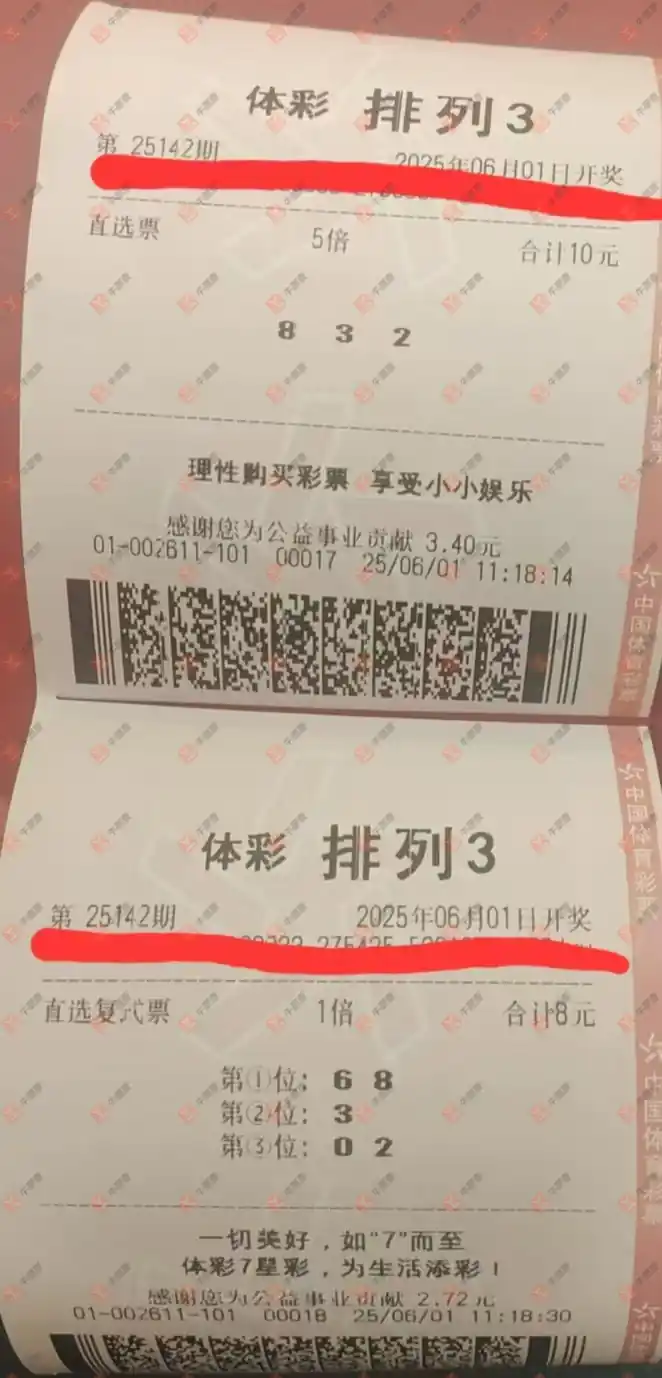 体彩 排列3
第 25142期 2025年06月01日开奖
直选票 5倍 合计10元
8 3 2
理性购买彩票 享受小小娱乐
感谢您为公益事业贡献 3.40元
01-002611-101 00017 25/06/01 11:18:14
中国体育彩票
体彩 排列3
第 25142期 2025年06月01日开奖
直选复式票 1倍 合计8元
第①位: 6 8
第②位: 3
第③位: 0 2
一切美好，如“7”而至
体彩7星彩，为生活添彩！
感谢您为公益事业贡献 2.72元
01-002611-101 00018 25/06/01 11:18:30
中国体育彩票
中国体育彩票